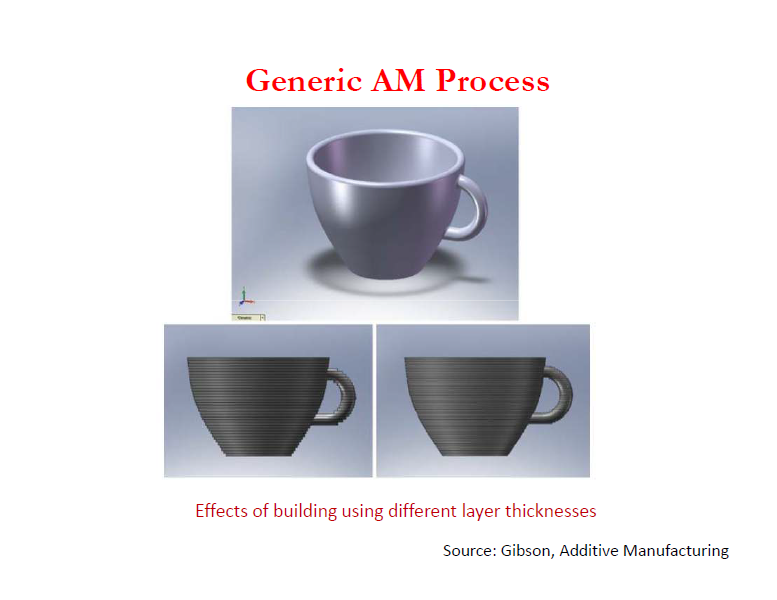 Generic AM Process
Effects of building using different layer thicknesses
Source: Gibson, Additive Manufacturing